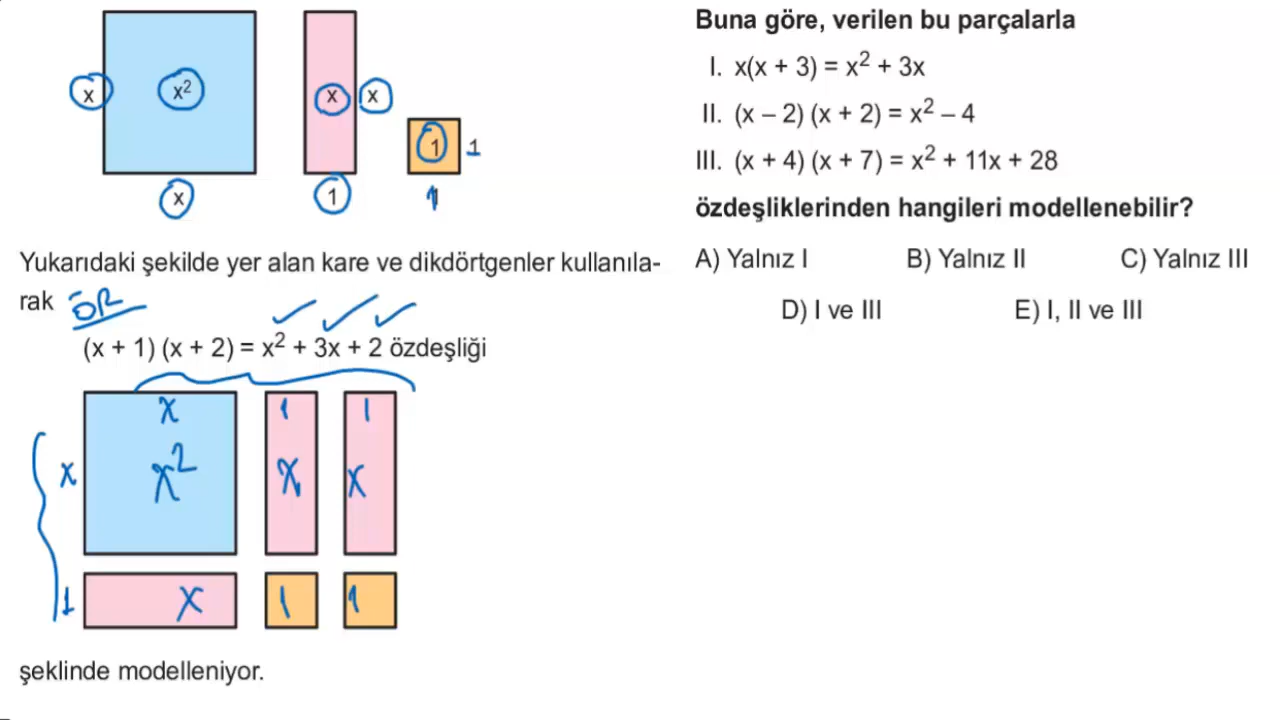 x
x²
x
x
x
1
1
1
1
Yukarıdaki şekilde yer alan kare ve dikdörtgenler kullanıla-
rak ÖR
(x + 1) (x + 2) = x² + 3x + 2 özdeşliği
x
1
1
x
x²
x
x
1
x
1
1
şeklinde modelleniyor.
Buna göre, verilen bu parçalarla
I. x(x + 3) = x² + 3x
II. (x – 2) (x + 2) = x² – 4
III. (x + 4) (x + 7) = x² + 11x + 28
özdeşliklerinden hangileri modellenebilir?
A) Yalnız I B) Yalnız II C) Yalnız III
D) I ve III E) I, II ve III